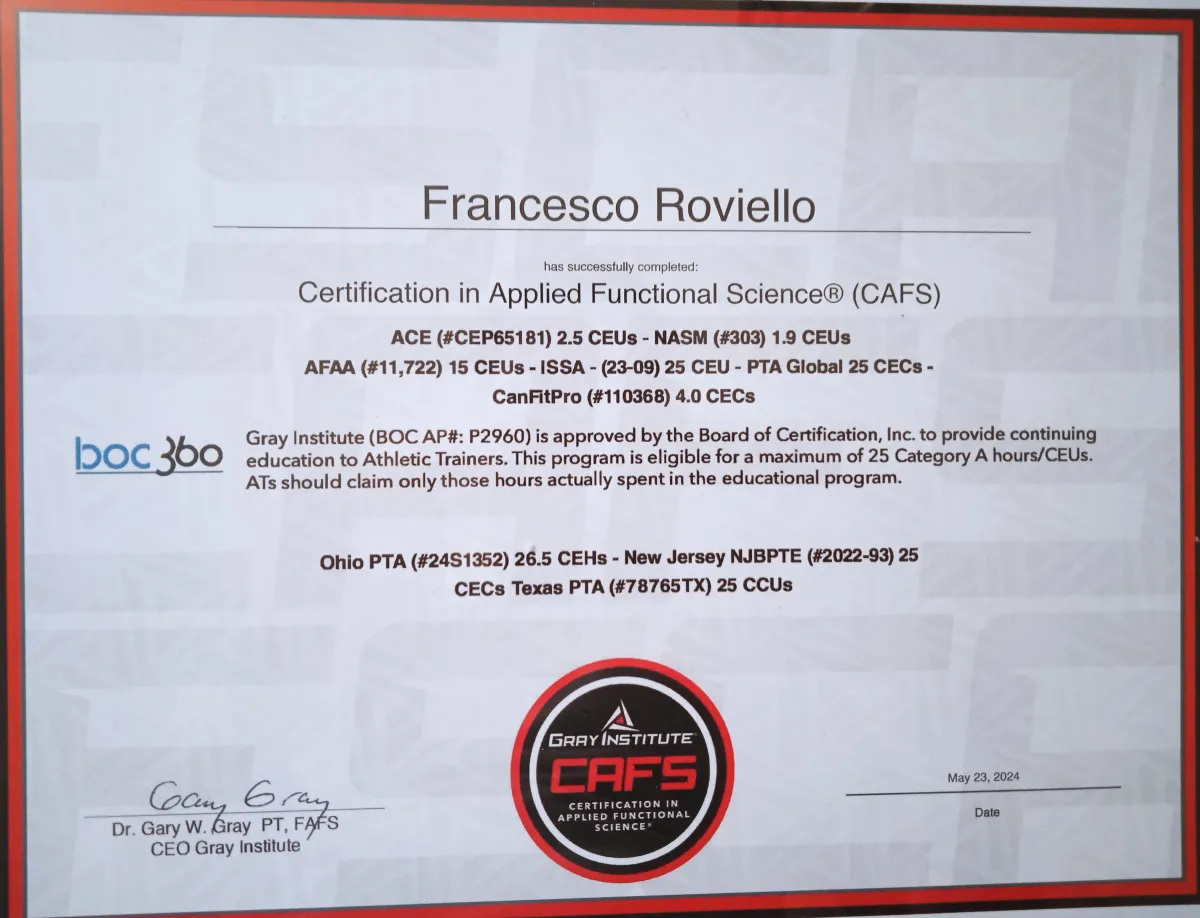 Francesco Roviello
has successfully completed:
Certification in Applied Functional Science® (CAFS)
ACE (#CEP65181) 2.5 CEUs - NASM (#303) 1.9 CEUs
AFAA (#11,722) 15 CEUs - ISSA - (23-09) 25 CEU - PTA Global 25 CECs -
CanFitPro (#110368) 4.0 CECs
boc 360
Gray Institute (BOC AP#: P2960) is approved by the Board of Certification, Inc. to provide continuing
education to Athletic Trainers. This program is eligible for a maximum of 25 Category A hours/CEUs.
ATs should claim only those hours actually spent in the educational program.
Ohio PTA (#24S1352) 26.5 CEHs - New Jersey NJBPTE (#2022-93) 25
CECs Texas PTA (#78765TX) 25 CCUs
GRAY INSTITUTE
CAFS
CERTIFICATION IN
APPLIED FUNCTIONAL
SCIENCE®
Gary Gray
Dr. Gary W. Gray PT, FAFS
CEO Gray Institute
May 23, 2024
Date